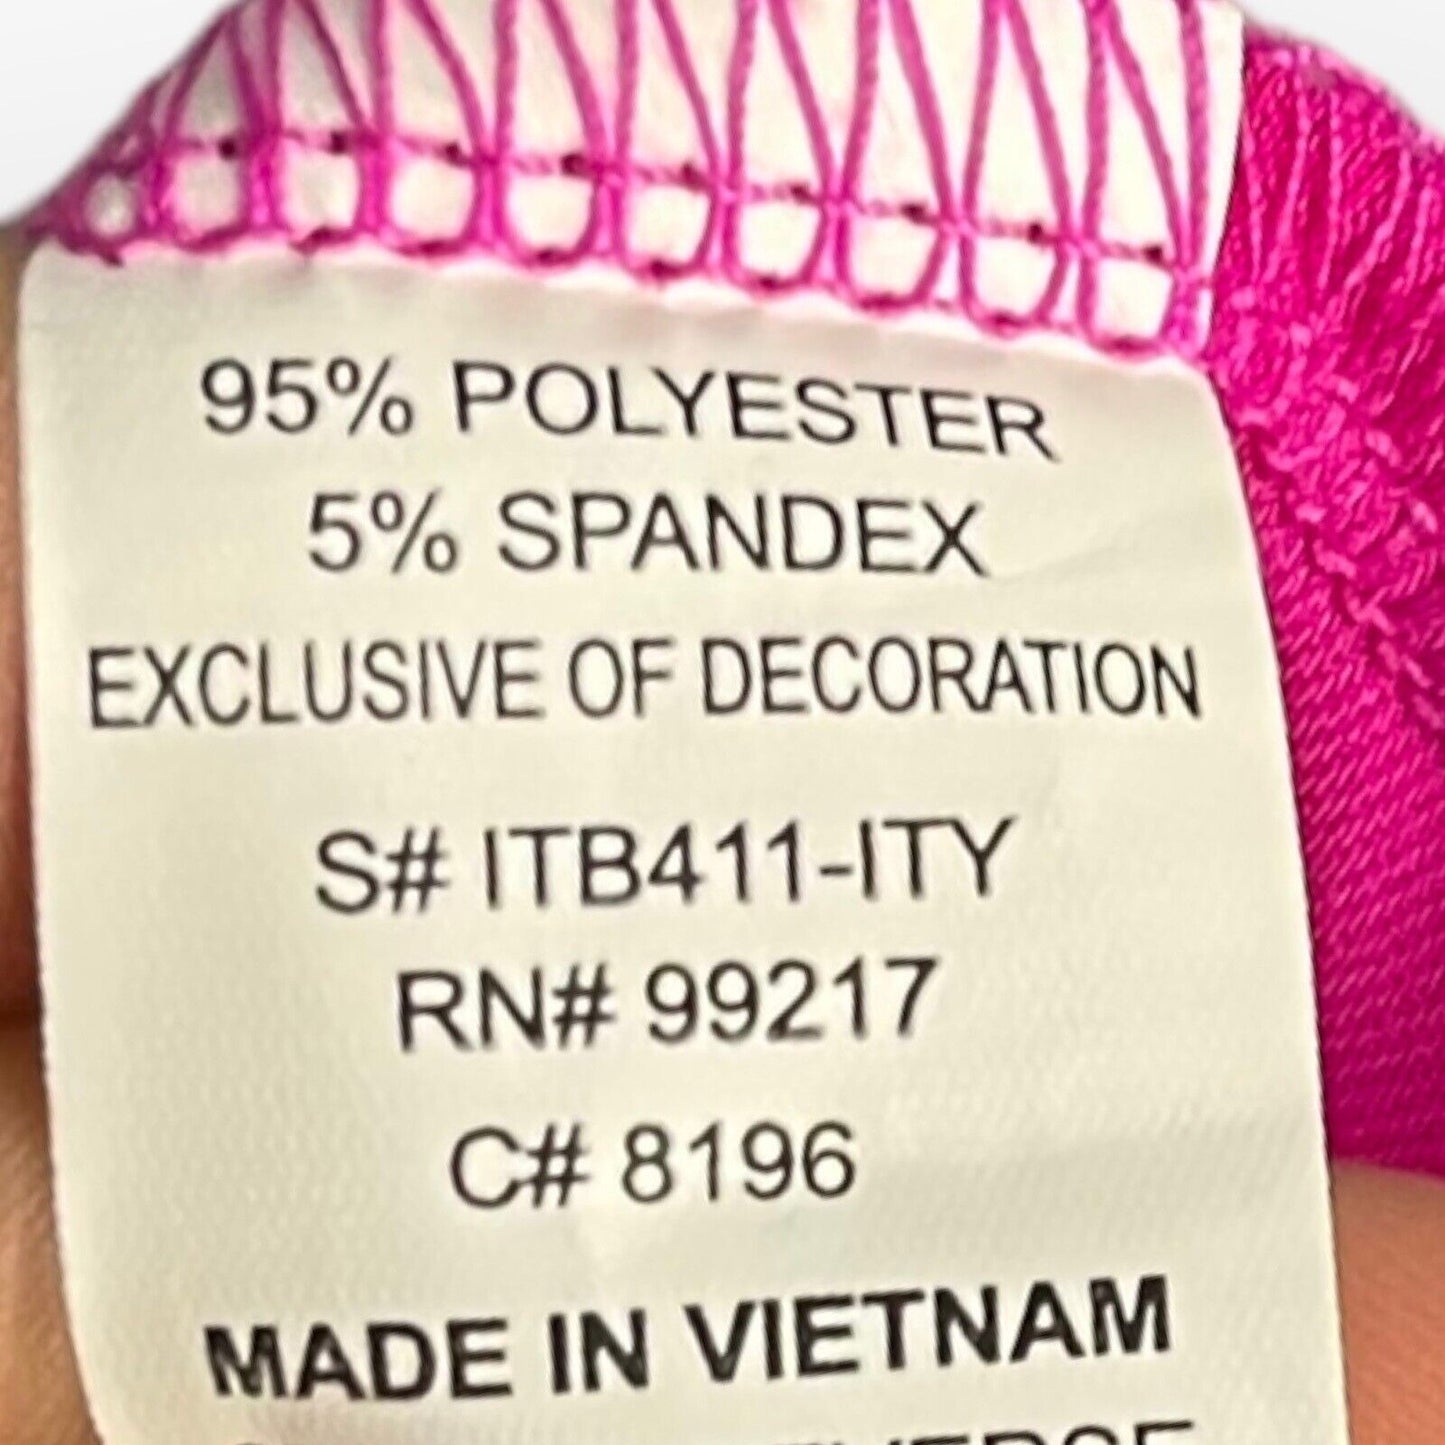 95% POLYESTER
5% SPANDEX
EXCLUSIVE OF DECORATION
S# ITB411-ITY
RN# 99217
C# 8196
MADE IN VIETNAM